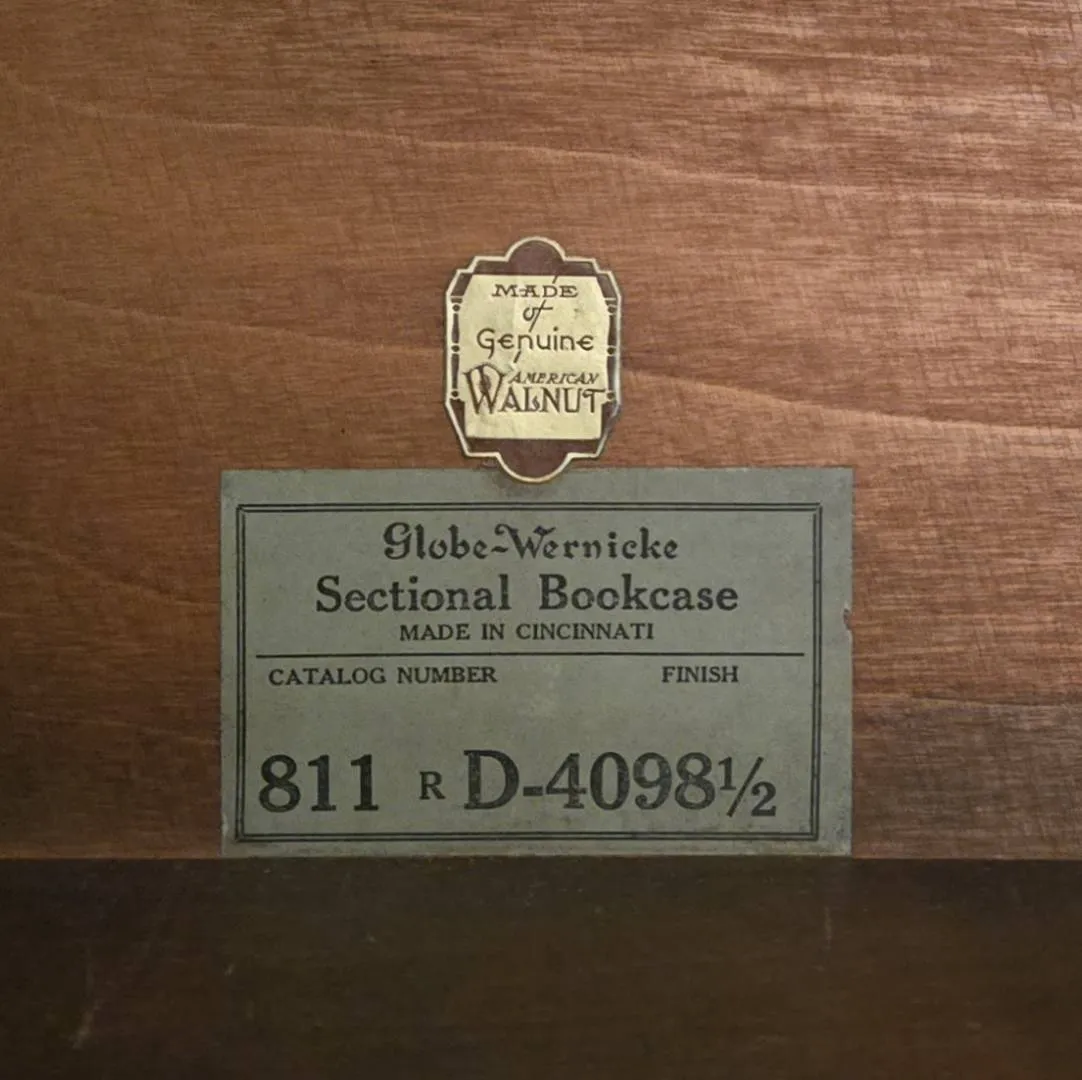 MADE
of
Genuine
AMERICAN
WALNUT
Globe-Wernicke
Sectional Bookcase
MADE IN CINCINNATI
CATALOG NUMBER FINISH
811 R D-4098½